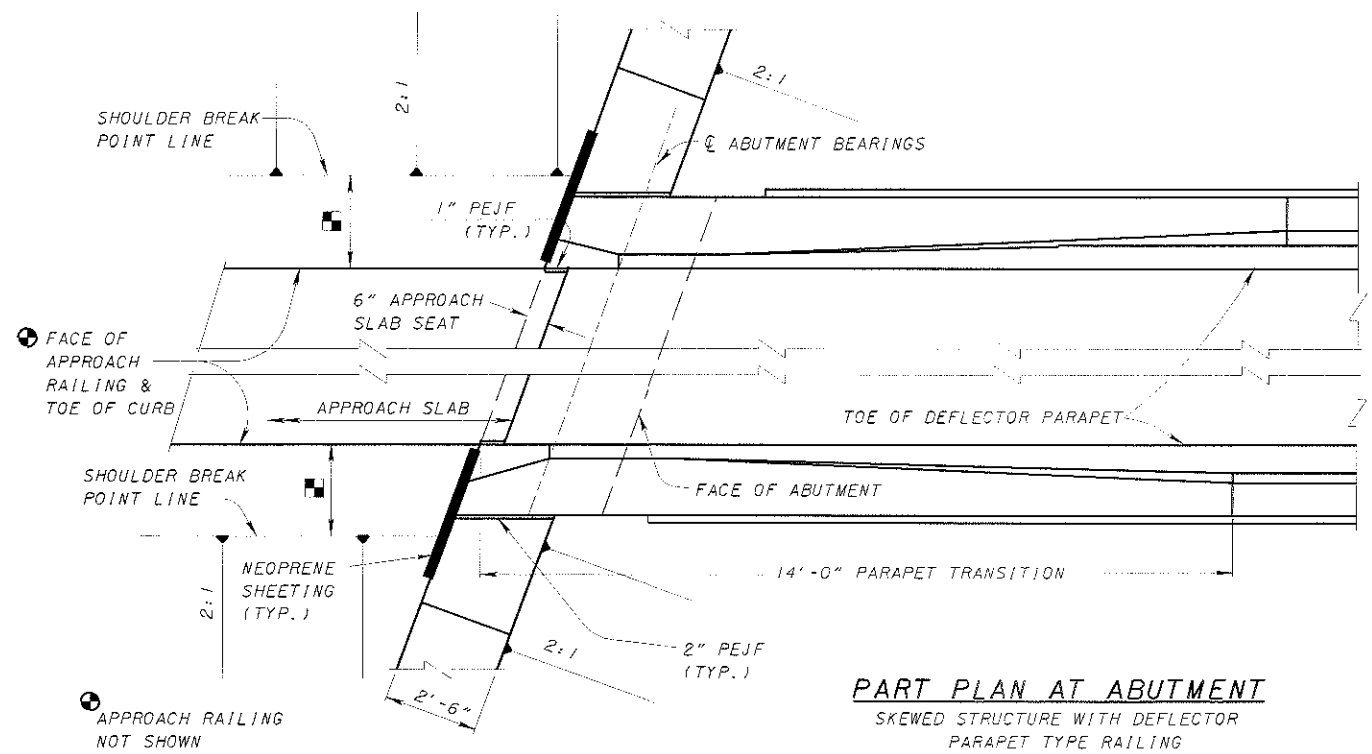 2:1
SHOULDER BREAK
POINT LINE
2:1
℄ ABUTMENT BEARINGS
1" PEJF
(TYP.)
6" APPROACH
SLAB SEAT
FACE OF
APPROACH
RAILING &
TOE OF CURB
APPROACH SLAB
TOE OF DEFLECTOR PARAPET
SHOULDER BREAK
POINT LINE
FACE OF ABUTMENT
NEOPRENE
SHEETING
(TYP.)
2:1
14'-0" PARAPET TRANSITION
2:1
2" PEJF
(TYP.)
2'-6"
APPROACH RAILING
NOT SHOWN
PART PLAN AT ABUTMENT
SKEWED STRUCTURE WITH DEFLECTOR
PARAPET TYPE RAILING